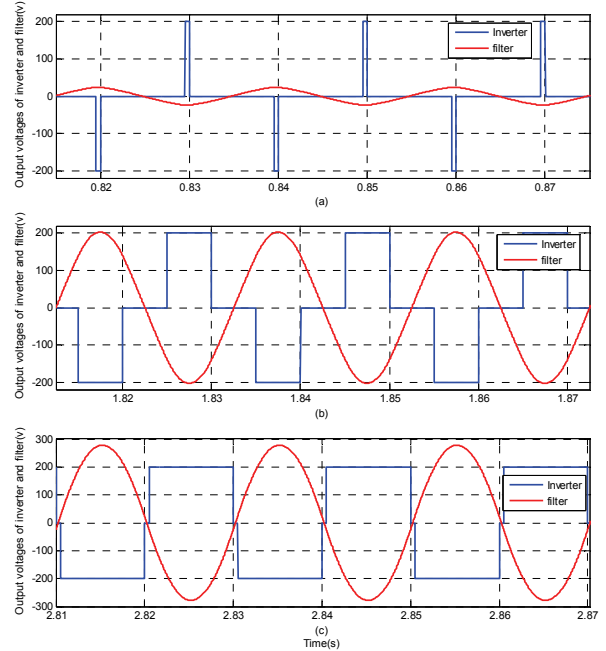 Output voltages of inverter and filter(v)
200
100
0
-100
-200
Inverter
filter
0.82
0.83
0.84
0.85
0.86
0.87
(a)
Output voltages of inverter and filter(v)
200
100
0
-100
-200
Inverter
filter
1.82
1.83
1.84
1.85
1.86
1.87
(b)
Output voltages of inverter and filter(v)
300
200
100
0
-100
-200
-300
Inverter
filter
2.81
2.82
2.83
2.84
2.85
2.86
2.87
(c)
Time(s)